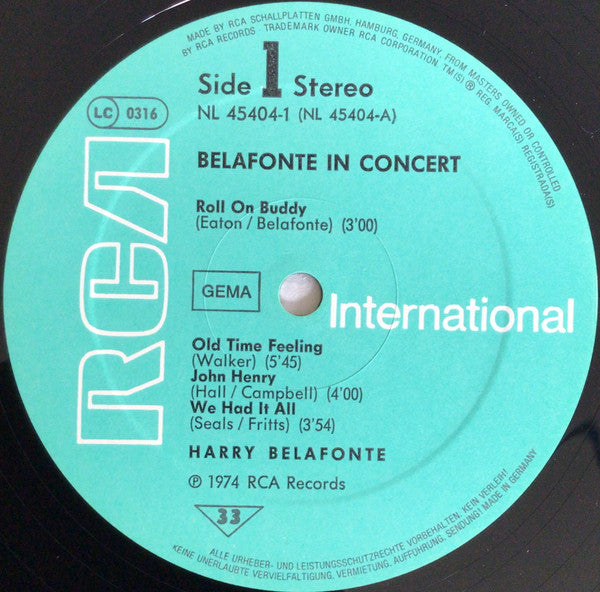 MADE BY RCA SCHALLPLATTEN GMBH, HAMBURG, GERMANY, FROM MASTERS OWNED OR CONTROLLED
BY RCA RECORDS · TRADEMARK OWNER RCA CORPORATION. TM(S) ® REG. MARCA(S) REGISTRADA(S)
Side 1 Stereo
NL 45404-1 (NL 45404-A)
LC 0316
RCA
BELAFONTE IN CONCERT
Roll On Buddy
(Eaton / Belafonte) (3'00)
GEMA
International
Old Time Feeling
(Walker) (5'45)
John Henry
(Hall / Campbell) (4'00)
We Had It All
(Seals / Fritts) (3'54)
HARRY BELAFONTE
℗ 1974 RCA Records
33
ALLE URHEBER- UND LEISTUNGSSCHUTZRECHTE VORBEHALTEN. KEIN VERLEIH!
KEINE UNERLAUBTE VERVIELFÄLTIGUNG, VERMIETUNG, AUFFÜHRUNG, SENDUNG! MADE IN GERMANY